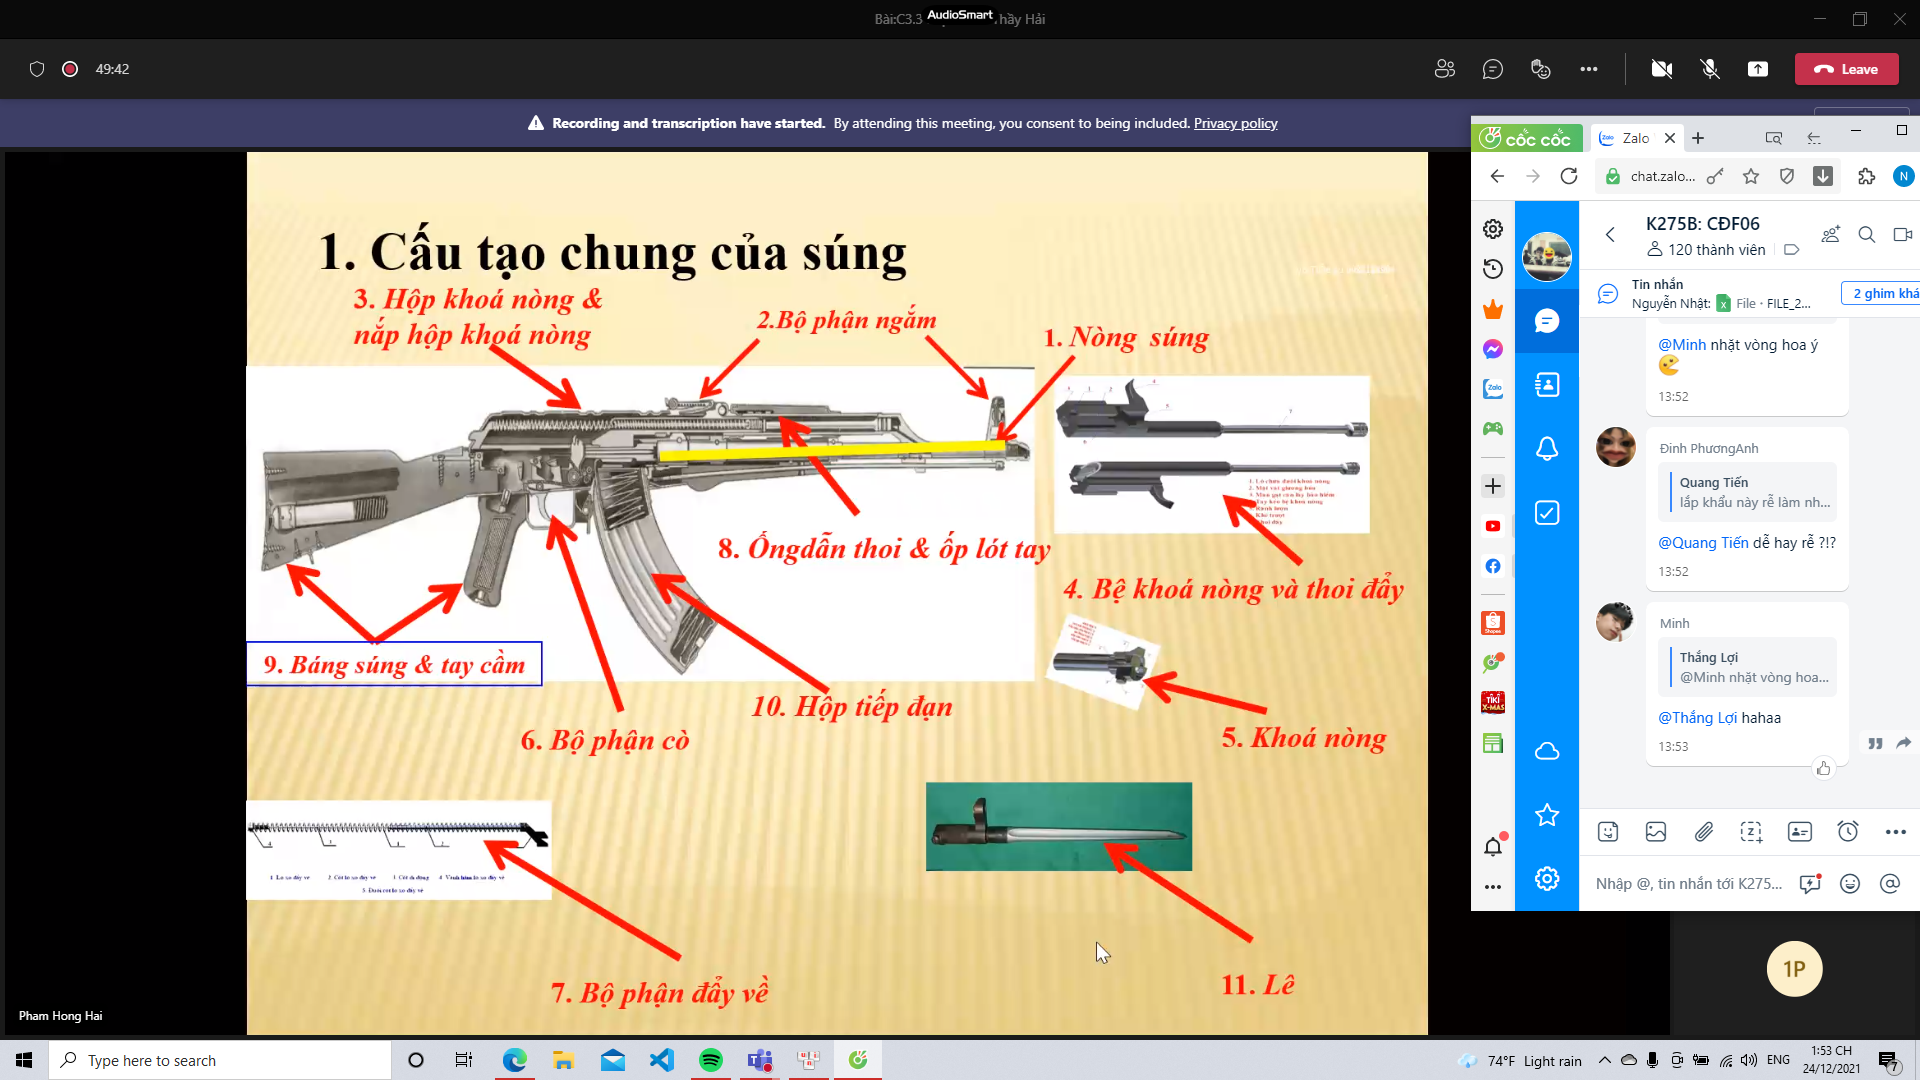 Bài:C3.3
AudioSmart
hầy Hải
49:42
Leave
Recording and transcription have started. By attending this meeting, you consent to being included. Privacy policy
1. Cấu tạo chung của súng
3. Hộp khoá nòng &
nắp hộp khoá nòng
2.Bộ phận ngắm
1. Nòng súng
8. Ốngdẫn thoi & ốp lót tay
4. Bệ khoá nòng và thoi đẩy
9. Báng súng & tay cầm
10. Hộp tiếp đạn
6. Bộ phận cò
5. Khoá nòng
7. Bộ phận đẩy về
11. Lê
Pham Hong Hai
1P
cốc cốc
Zalo
chat.zalo...
N
K275B: CĐF06
120 thành viên
Tin nhắn
Nguyễn Nhật: File • FILE_2...
2 ghim khá
@Minh nhặt vòng hoa ý
13:52
Đinh PhươngAnh
Quang Tiến
lắp khẩu này rễ làm nh...
@Quang Tiến dễ hay rễ ?!?
13:52
Minh
Thắng Lợi
@Minh nhặt vòng hoa...
@Thắng Lợi hahaa
13:53
Nhập @, tin nhắn tới K275...
Type here to search
74°F Light rain
ENG
1:53 CH
24/12/2021
7